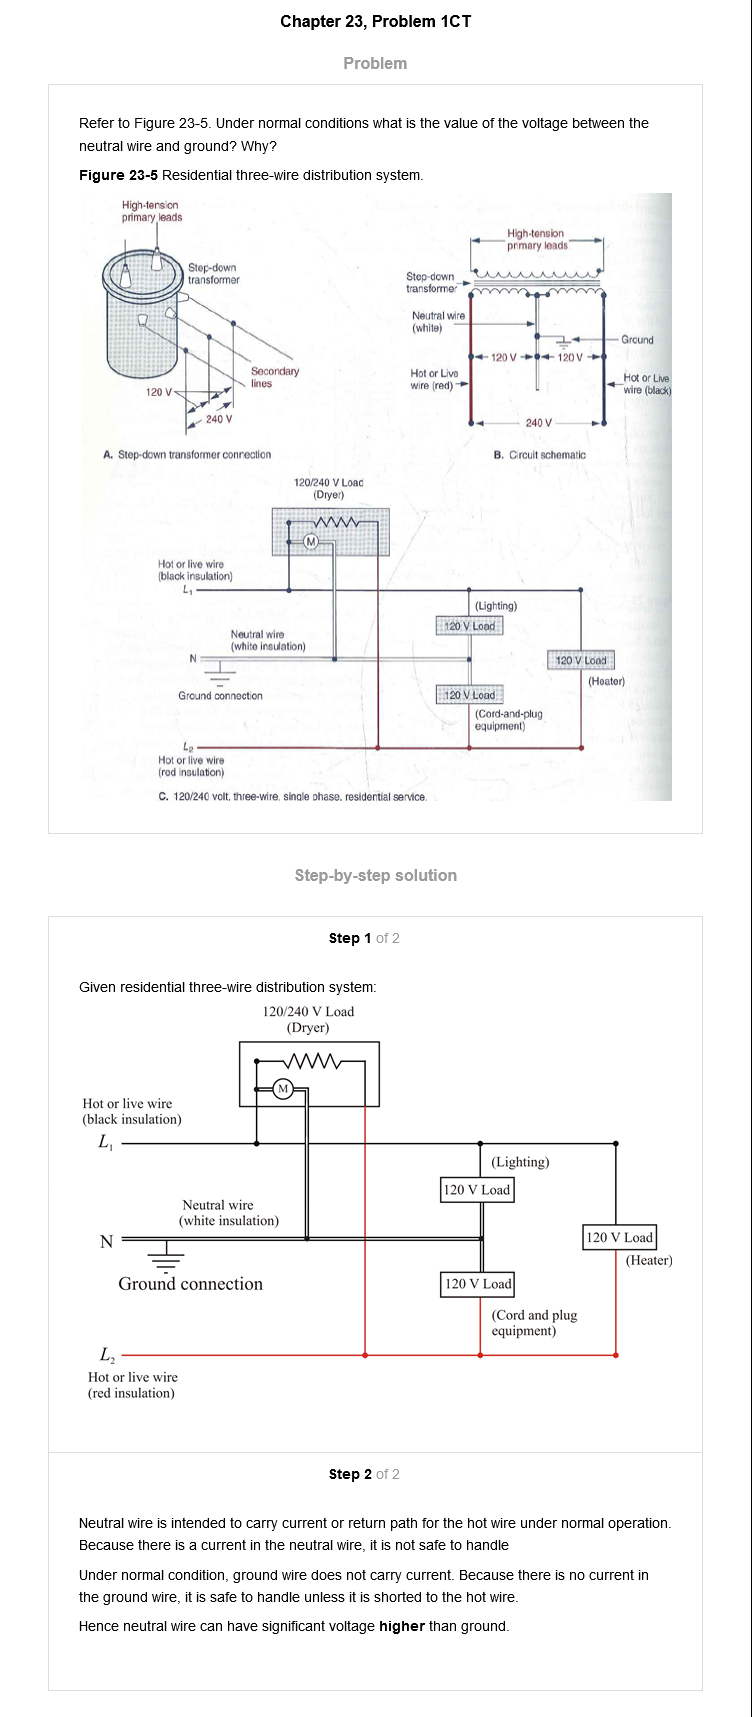 Chapter 23, Problem 1CT
Problem
Refer to Figure 23-5. Under normal conditions what is the value of the voltage between the
neutral wire and ground? Why?
Figure 23-5 Residential three-wire distribution system.
High-tension
primary leads
Step-down
transformer
Secondary
lines
120 V
240 V
A. Step-down transformer connection
High-tension
primary leads
Step-down
transformer
Neutral wire
(white)
Ground
120 V
120 V
Hot or Live
wire (red)
Hot or Live
wire (black)
240 V
B. Circuit schematic
120/240 V Load
(Dryer)
M
Hot or live wire
(black insulation)
L1
(Lighting)
120 V Load
Neutral wire
(white insulation)
N
120 V Load
(Heater)
Ground connection
120 V Load
(Cord-and-plug
equipment)
L2
Hot or live wire
(red insulation)
C. 120/240 volt, three-wire, single phase, residential service.
Step-by-step solution
Step 1 of 2
Given residential three-wire distribution system:
120/240 V Load
(Dryer)
M
Hot or live wire
(black insulation)
L1
(Lighting)
120 V Load
Neutral wire
(white insulation)
N
120 V Load
(Heater)
Ground connection
120 V Load
(Cord and plug
equipment)
L2
Hot or live wire
(red insulation)
Step 2 of 2
Neutral wire is intended to carry current or return path for the hot wire under normal operation.
Because there is a current in the neutral wire, it is not safe to handle
Under normal condition, ground wire does not carry current. Because there is no current in
the ground wire, it is safe to handle unless it is shorted to the hot wire.
Hence neutral wire can have significant voltage higher than ground.